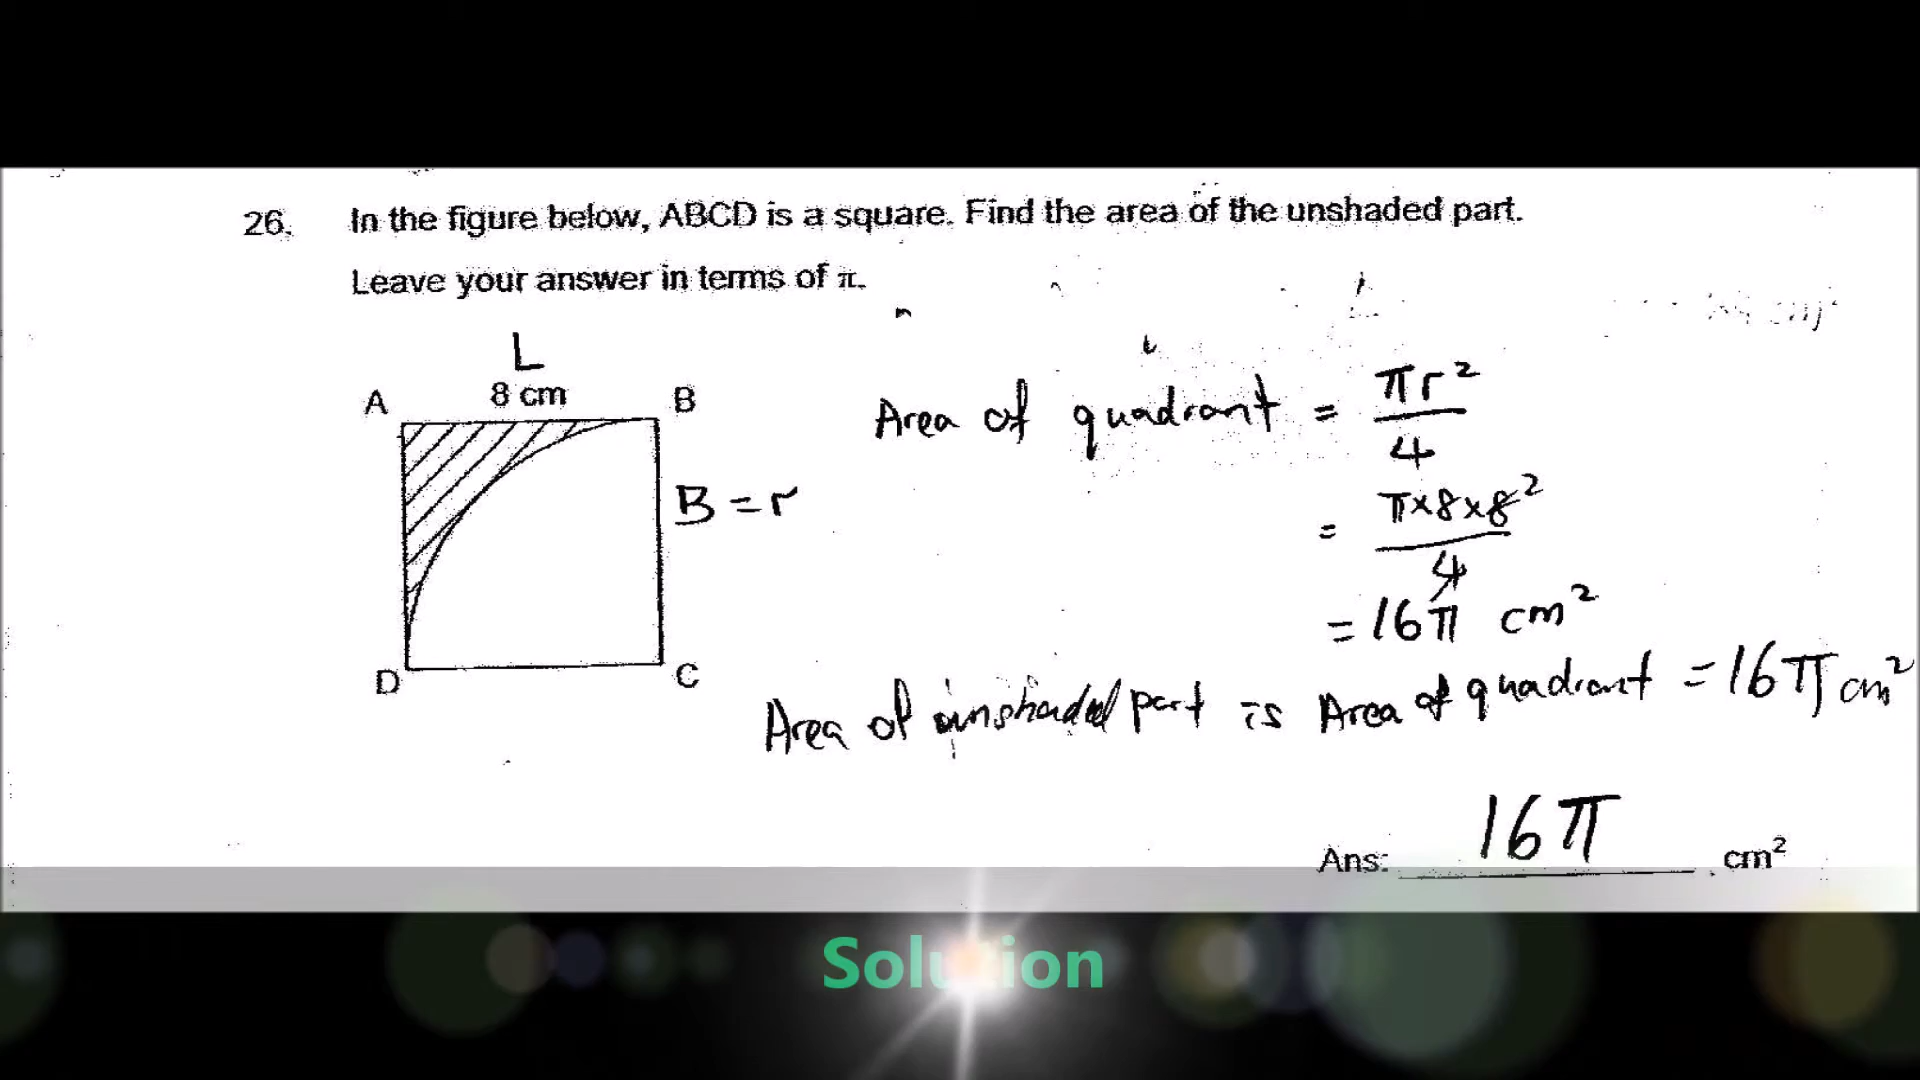 26. In the figure below, ABCD is a square. Find the area of the unshaded part.
Leave your answer in terms of π.
L
8 cm
A
B
B = r
D
C
Area of quadrant = πr²/4
= π×8×8²/4
= 16π cm²
Area of unshaded part is Area of quadrant = 16π cm²
Ans: 16π cm²
Solution